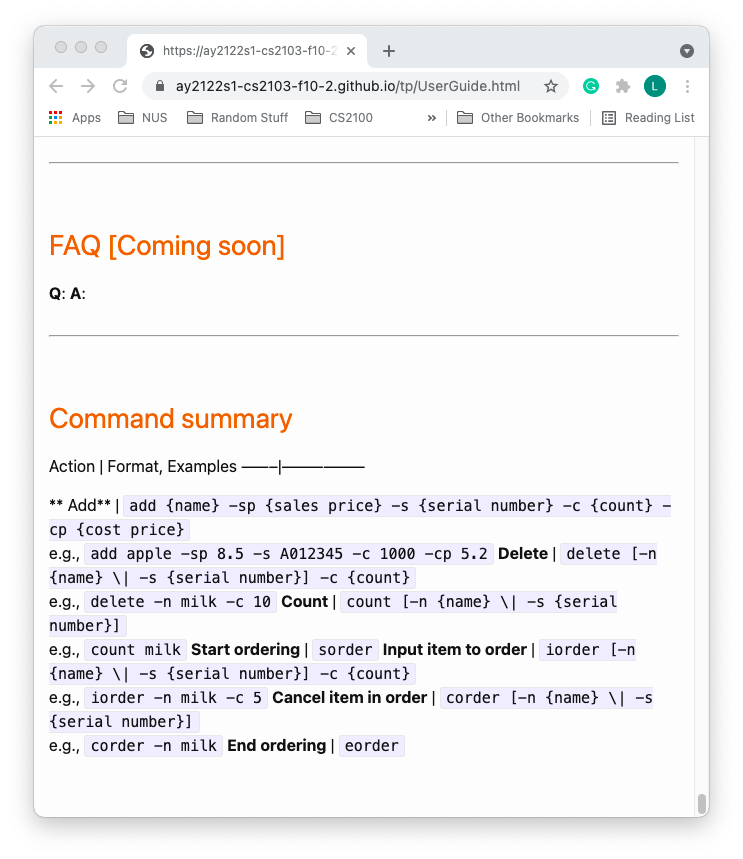 https://ay2122s1-cs2103-f10-2
ay2122s1-cs2103-f10-2.github.io/tp/UserGuide.html
L
Apps NUS Random Stuff CS2100 » Other Bookmarks Reading List
FAQ [Coming soon]
Q: A:
Command summary
Action | Format, Examples ——–|——————
** Add** | add {name} -sp {sales price} -s {serial number} -c {count} -
cp {cost price}
e.g., add apple -sp 8.5 -s A012345 -c 1000 -cp 5.2 Delete | delete [-n
{name} \| -s {serial number}] -c {count}
e.g., delete -n milk -c 10 Count | count [-n {name} \| -s {serial
number}]
e.g., count milk Start ordering | sorder Input item to order | iorder [-n
{name} \| -s {serial number}] -c {count}
e.g., iorder -n milk -c 5 Cancel item in order | corder [-n {name} \| -s
{serial number}]
e.g., corder -n milk End ordering | eorder